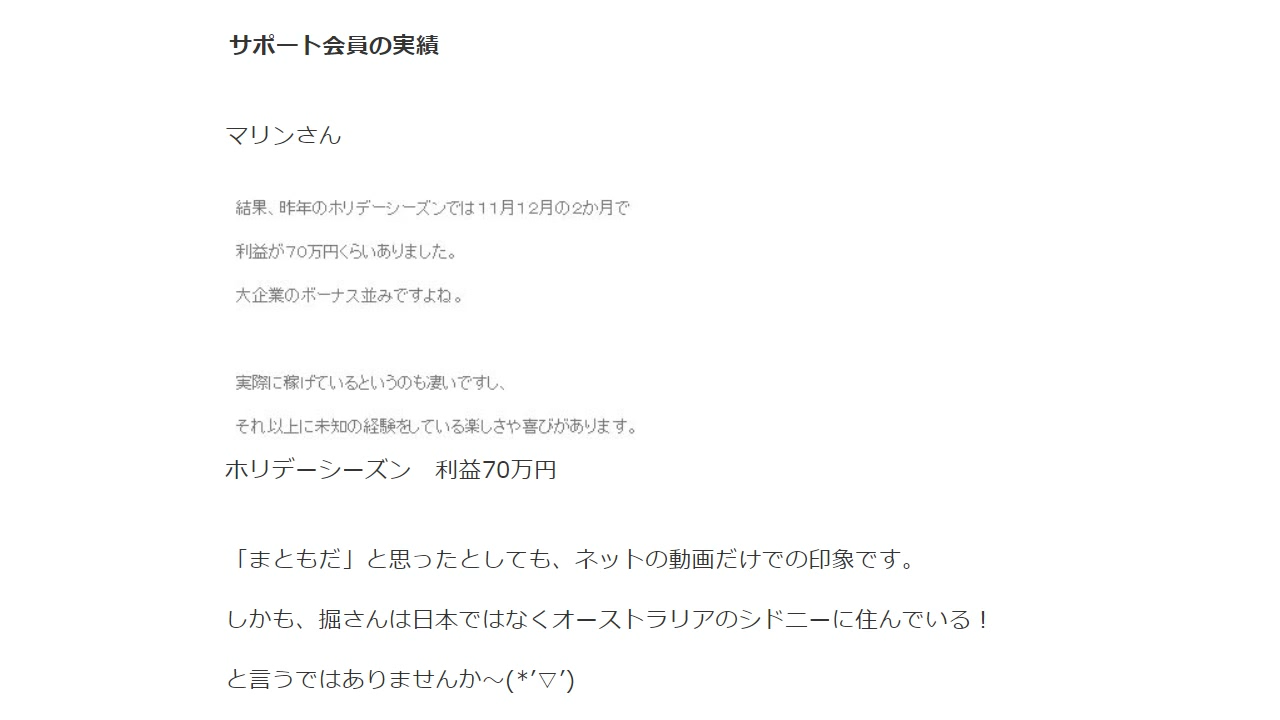 サポート会員の実績
マリンさん
結果、昨年のホリデーシーズンでは11月12月の2か月で
利益が70万円くらいありました。
大企業のボーナス並みですよね。
実際に稼げているというのも凄いですし、
それ以上に未知の経験をしている楽しさや喜びがあります。
ホリデーシーズン　利益70万円
「まともだ」と思ったとしても、ネットの動画だけでの印象です。
しかも、掘さんは日本ではなくオーストラリアのシドニーに住んでいる！
と言うではありませんか～(*’▽’)